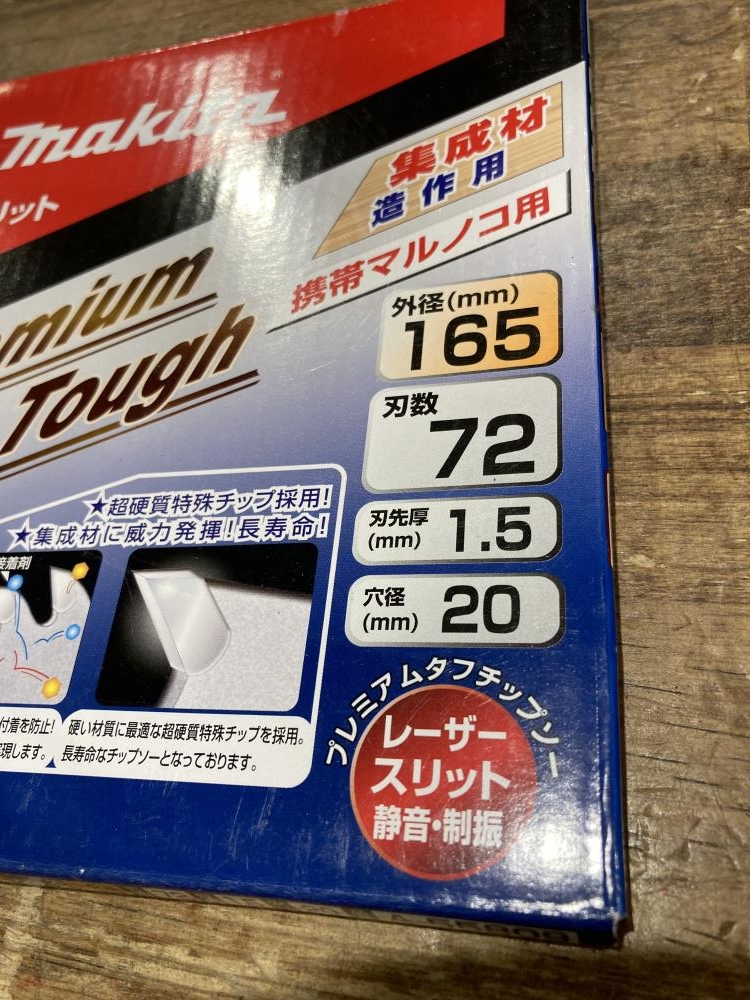 makita
リット
集成材
造作用
携帯マルノコ用
mium
Tough
外径(mm)
165
刃数
72
刃先厚
(mm) 1.5
穴径
(mm) 20
★超硬質特殊チップ採用!
★集成材に威力発揮!長寿命!
接着剤
付着を防止!
現します。
硬い材質に最適な超硬質特殊チップを採用。
長寿命なチップソーとなっております。
プレミアムタフチップソー
レーザー
スリット
静音・制振